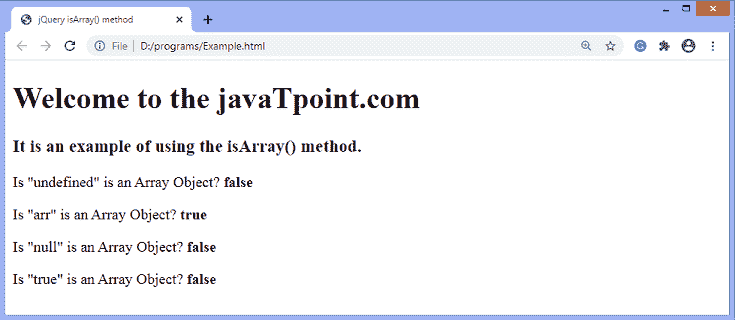 jQuery isArray() method
File | D:/programs/Example.html
Welcome to the javaTpoint.com
It is an example of using the isArray() method.
Is "undefined" is an Array Object? false
Is "arr" is an Array Object? true
Is "null" is an Array Object? false
Is "true" is an Array Object? false